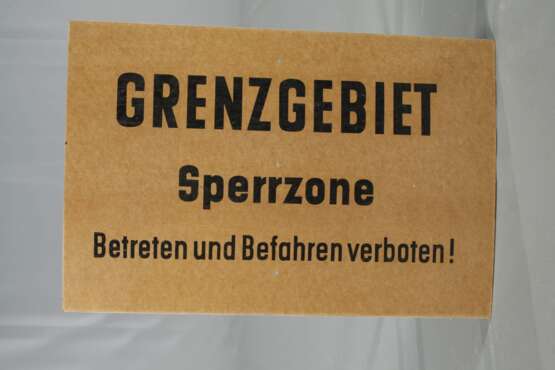 GRENZGEBIET
Sperrzone
Betreten und Befahren verboten!